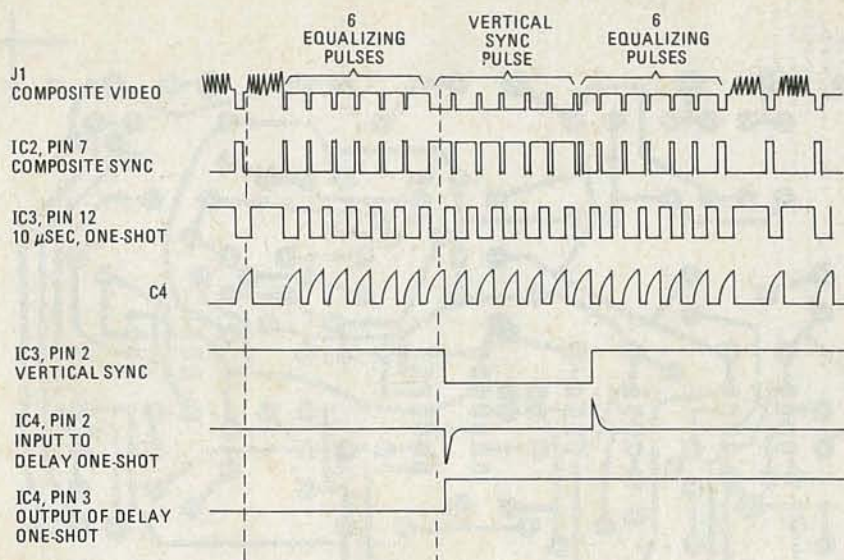 6
EQUALIZING
PULSES
VERTICAL
SYNC
PULSE
6
EQUALIZING
PULSES
J1
COMPOSITE VIDEO
IC2, PIN 7
COMPOSITE SYNC
IC3, PIN 12
10 µSEC, ONE-SHOT
C4
IC3, PIN 2
VERTICAL SYNC
IC4, PIN 2
INPUT TO
DELAY ONE-SHOT
IC4, PIN 3
OUTPUT OF DELAY
ONE-SHOT